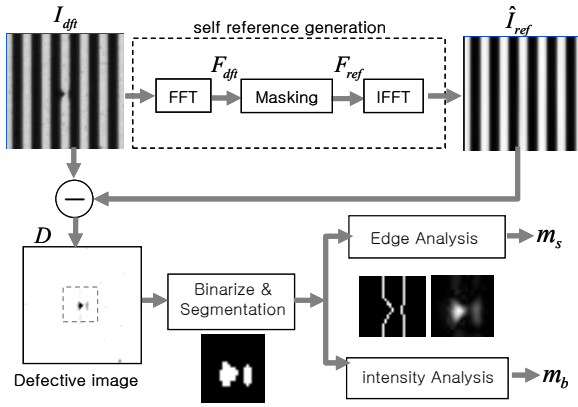 I_dft
self reference generation
Î_ref
F_dft
F_ref
FFT
Masking
IFFT
−
D
Edge Analysis
m_s
Binarize &
Segmentation
Defective image
intensity Analysis
m_b